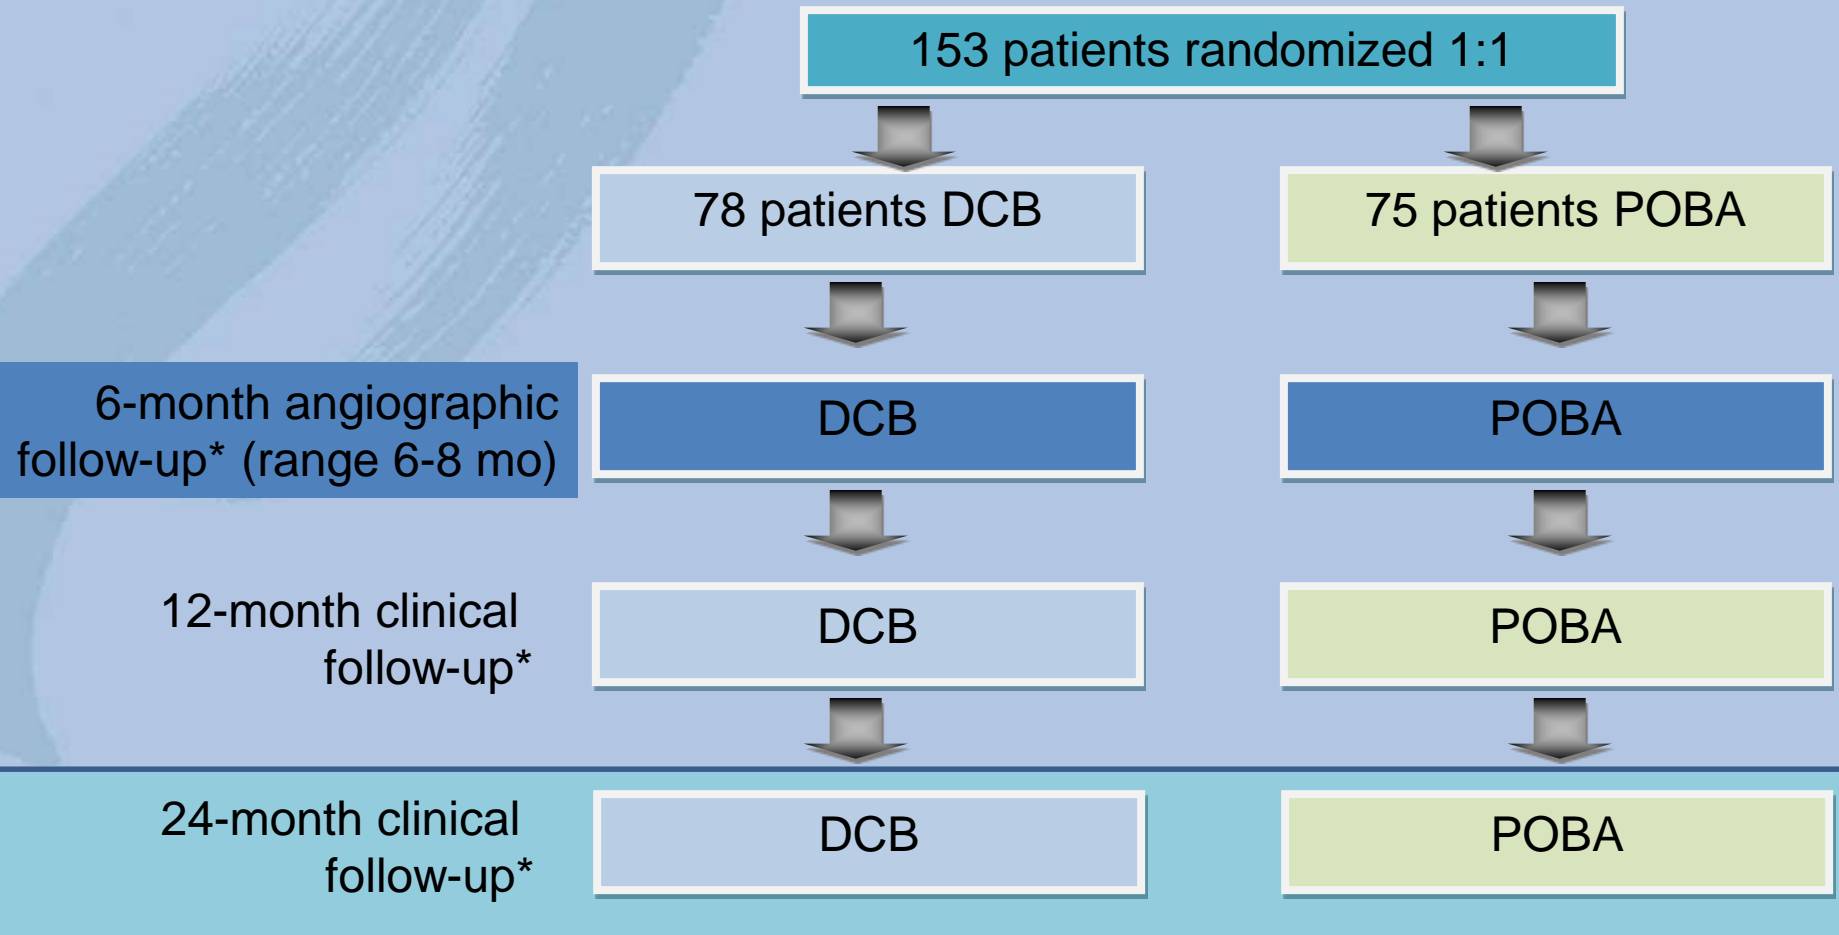 153 patients randomized 1:1
78 patients DCB
75 patients POBA
6-month angiographic
follow-up* (range 6-8 mo)
DCB
POBA
12-month clinical
follow-up*
DCB
POBA
24-month clinical
follow-up*
DCB
POBA